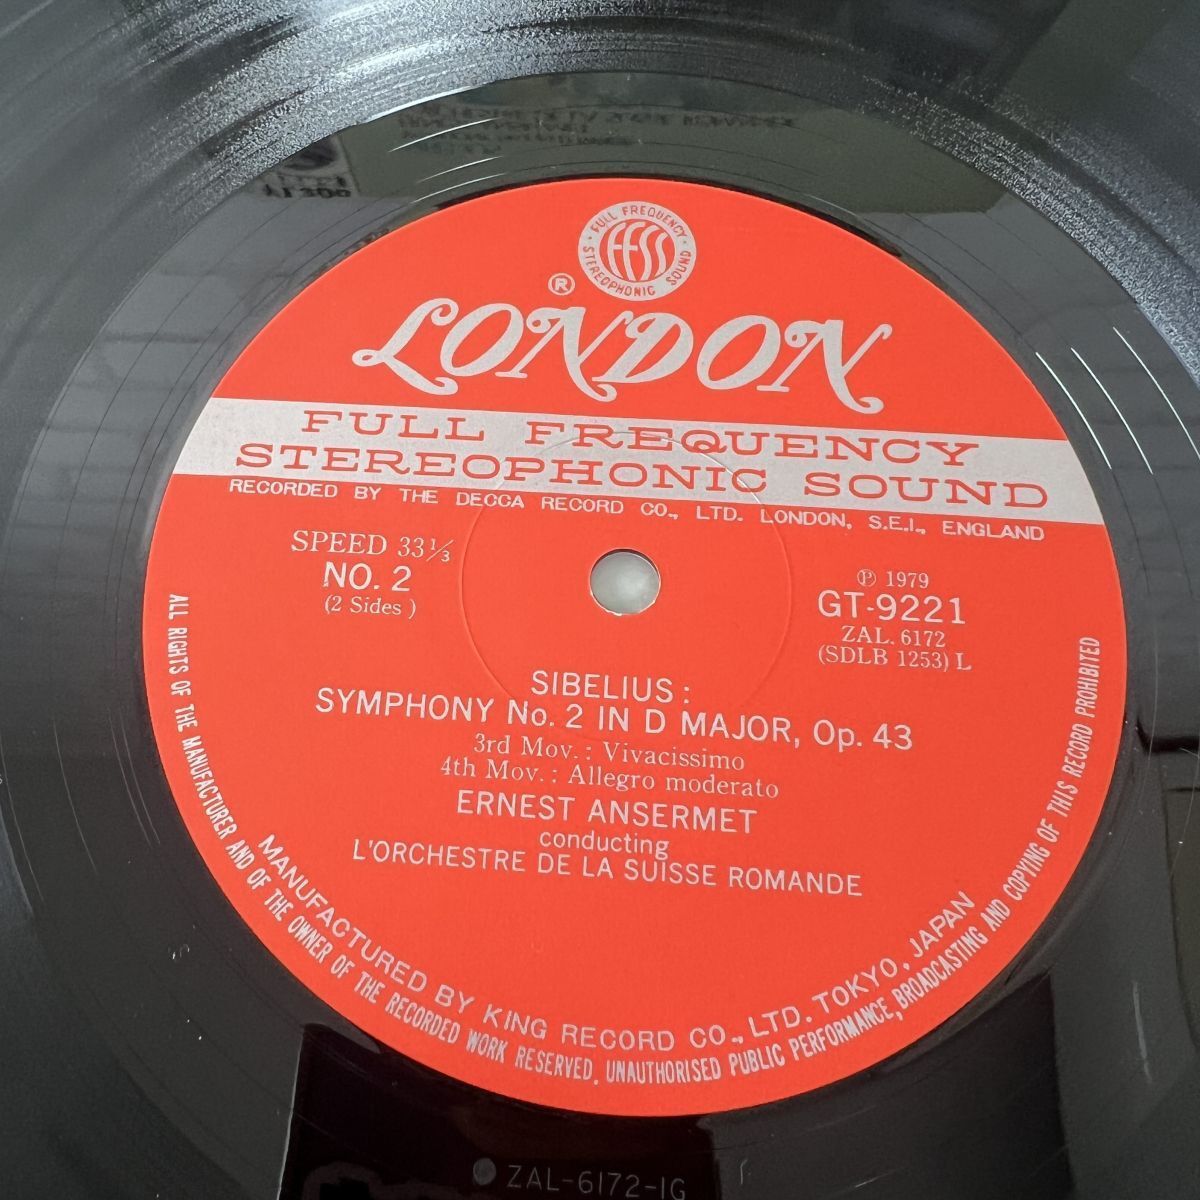 FULL FREQUENCY
FFSS
STEREOPHONIC SOUND
®
LONDON
FULL FREQUENCY
STEREOPHONIC SOUND
RECORDED BY THE DECCA RECORD CO., LTD. LONDON, S.E.I., ENGLAND
SPEED 33⅓
NO. 2
(2 Sides)
℗ 1979
GT-9221
ZAL. 6172
(SDLB 1253) L
SIBELIUS:
SYMPHONY No. 2 IN D MAJOR, Op. 43
3rd Mov.: Vivacissimo
4th Mov.: Allegro moderato
ERNEST ANSERMET
conducting
L'ORCHESTRE DE LA SUISSE ROMANDE
MANUFACTURED BY KING RECORD CO., LTD. TOKYO, JAPAN
ALL RIGHTS OF THE MANUFACTURER AND OF THE OWNER OF THE RECORDED WORK RESERVED. UNAUTHORISED PUBLIC PERFORMANCE, BROADCASTING AND COPYING OF THIS RECORD PROHIBITED
ZAL-6172-1G